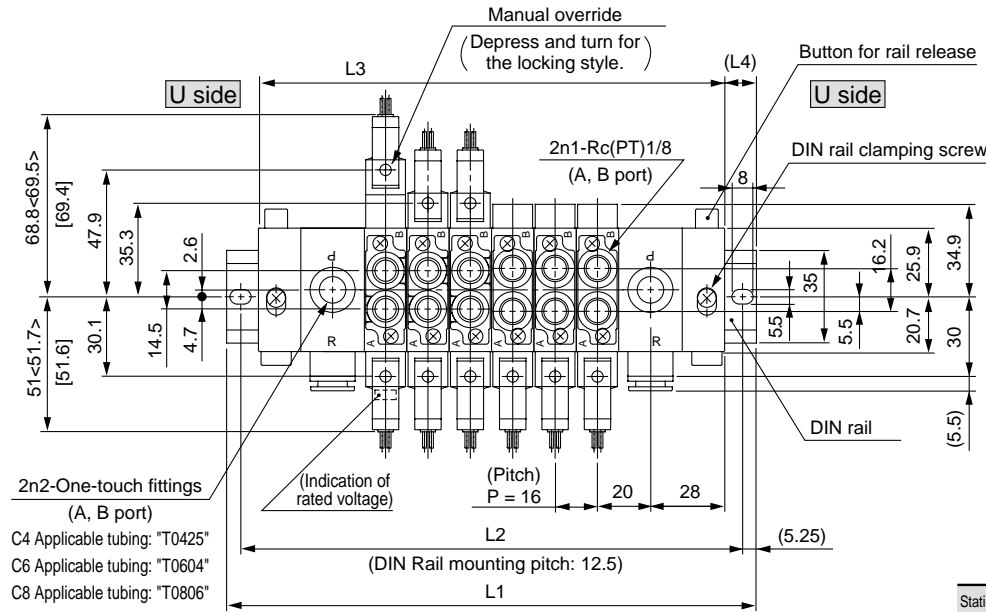 Manual override
(Depress and turn for
the locking style.)
L3
(L4)
Button for rail release
U side
U side
2n1-Rc(PT)1/8
(A, B port)
DIN rail clamping screw
8
68.8<69.5>
[69.4]
47.9
35.3
2.6
14.5
4.7
30.1
51<51.7>
[51.6]
P
R
B
B
B
B
B
B
A
A
A
A
A
A
P
R
35
16.2
25.9
34.9
5.5
5.5
20.7
30
(5.5)
DIN rail
2n2-One-touch fittings
(A, B port)
C4 Applicable tubing: "T0425"
C6 Applicable tubing: "T0604"
C8 Applicable tubing: "T0806"
(Indication of
rated voltage)
(Pitch)
P = 16
20
28
L2
(5.25)
(DIN Rail mounting pitch: 12.5)
L1
Stati